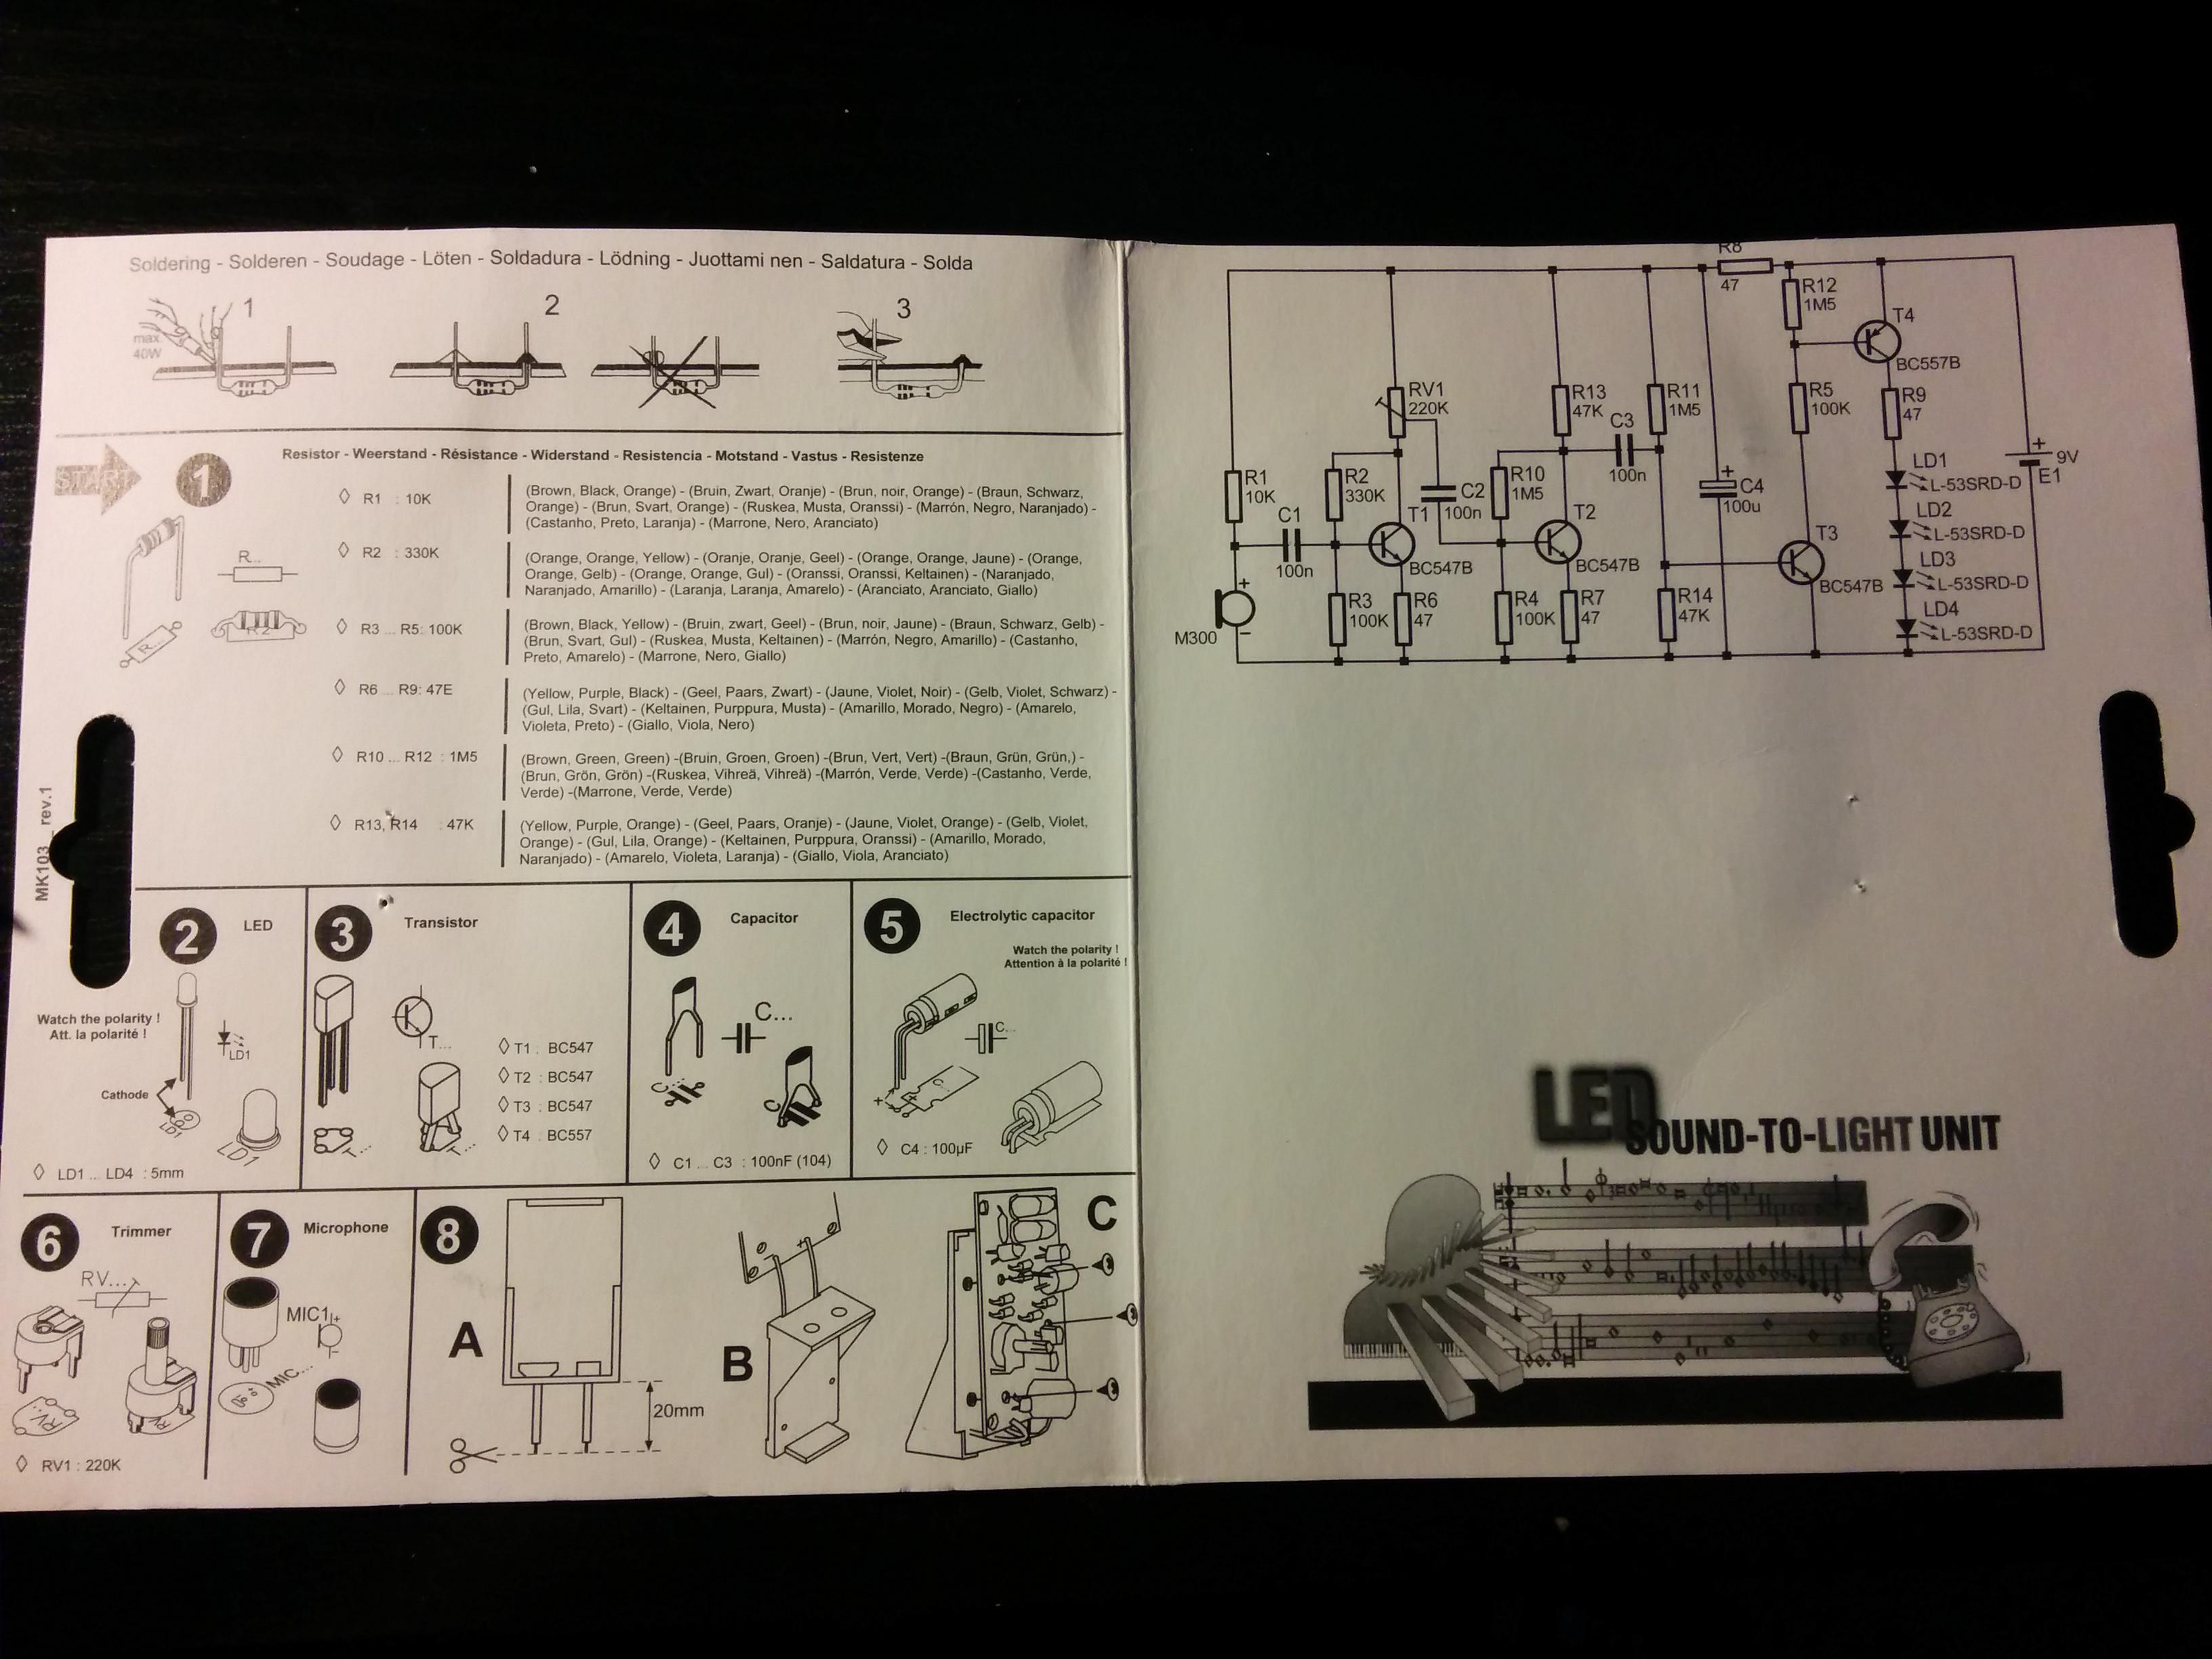 Soldering - Solderen - Soudage - Löten - Soldadura - Lödning - Juottami nen - Saldatura - Solda
1
2
3
max.
40W
START
1
Resistor - Weerstand - Résistance - Widerstand - Resistencia - Motstand - Vastus - Resistenze
R...
R2
R...
◊ R1 : 10K
(Brown, Black, Orange) - (Bruin, Zwart, Oranje) - (Brun, noir, Orange) - (Braun, Schwarz,
Orange) - (Brun, Svart, Orange) - (Ruskea, Musta, Oranssi) - (Marrón, Negro, Naranjado) -
(Castanho, Preto, Laranja) - (Marrone, Nero, Aranciato)
◊ R2 : 330K
(Orange, Orange, Yellow) - (Oranje, Oranje, Geel) - (Orange, Orange, Jaune) - (Orange,
Orange, Gelb) - (Orange, Orange, Gul) - (Oranssi, Oranssi, Keltainen) - (Naranjado,
Naranjado, Amarillo) - (Laranja, Laranja, Amarelo) - (Aranciato, Aranciato, Giallo)
◊ R3 ... R5: 100K
(Brown, Black, Yellow) - (Bruin, zwart, Geel) - (Brun, noir, Jaune) - (Braun, Schwarz, Gelb) -
(Brun, Svart, Gul) - (Ruskea, Musta, Keltainen) - (Marrón, Negro, Amarillo) - (Castanho,
Preto, Amarelo) - (Marrone, Nero, Giallo)
◊ R6 ... R9: 47E
(Yellow, Purple, Black) - (Geel, Paars, Zwart) - (Jaune, Violet, Noir) - (Gelb, Violet, Schwarz) -
(Gul, Lila, Svart) - (Keltainen, Purppura, Musta) - (Amarillo, Morado, Negro) - (Amarelo,
Violeta, Preto) - (Giallo, Viola, Nero)
◊ R10 ... R12 : 1M5
(Brown, Green, Green) -(Bruin, Groen, Groen) -(Brun, Vert, Vert) -(Braun, Grün, Grün,) -
(Brun, Grön, Grön) -(Ruskea, Vihreä, Vihreä) -(Marrón, Verde, Verde) -(Castanho, Verde,
Verde) -(Marrone, Verde, Verde)
◊ R13, R14 : 47K
(Yellow, Purple, Orange) - (Geel, Paars, Oranje) - (Jaune, Violet, Orange) - (Gelb, Violet,
Orange) - (Gul, Lila, Orange) - (Keltainen, Purppura, Oranssi) - (Amarillo, Morado,
Naranjado) - (Amarelo, Violeta, Laranja) - (Giallo, Viola, Aranciato)
MK103_ rev.1
2 LED
Watch the polarity !
Att. la polarité !
LD1
Cathode
LD1
LD1
◊ LD1 ... LD4 : 5mm
3 Transistor
T...
◊ T1 : BC547
◊ T2 : BC547
◊ T3 : BC547
◊ T4 : BC557
T...
4 Capacitor
C...
C...
C
◊ C1 ... C3 : 100nF (104)
5 Electrolytic capacitor
Watch the polarity !
Attention à la polarité !
C...
+
C...
◊ C4 : 100µF
6 Trimmer
RV...
RV
RV
◊ RV1 : 220K
7 Microphone
MIC1
+
-
MIC...
8
A
20mm
B
C
R8
47
R12
1M5
T4
BC557B
RV1
220K
R13
47K
R11
1M5
R5
100K
R9
47
C3
100n
R1
10K
R2
330K
C2
100n
R10
1M5
+
C4
100u
+
9V
E1
LD1
L-53SRD-D
LD2
L-53SRD-D
LD3
L-53SRD-D
LD4
L-53SRD-D
C1
100n
T1
BC547B
T2
BC547B
T3
BC547B
+
-
M300
R3
100K
R6
47
R4
100K
R7
47
R14
47K
LED
SOUND-TO-LIGHT UNIT